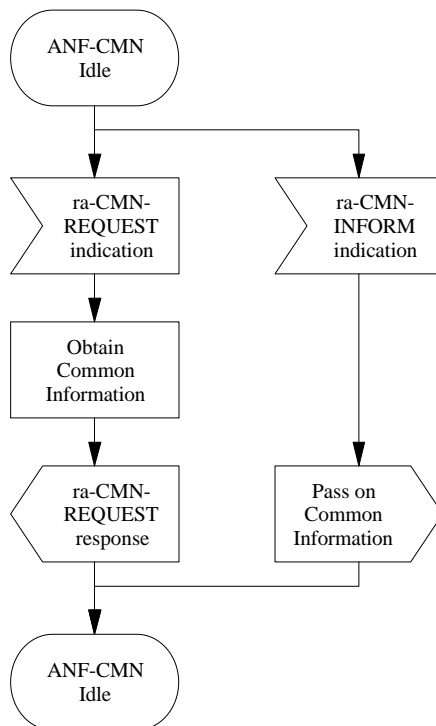 ANF-CMN
Idle
ra-CMN-
REQUEST
indication
ra-CMN-
INFORM
indication
Obtain
Common
Information
ra-CMN-
REQUEST
response
Pass on
Common
Information
ANF-CMN
Idle